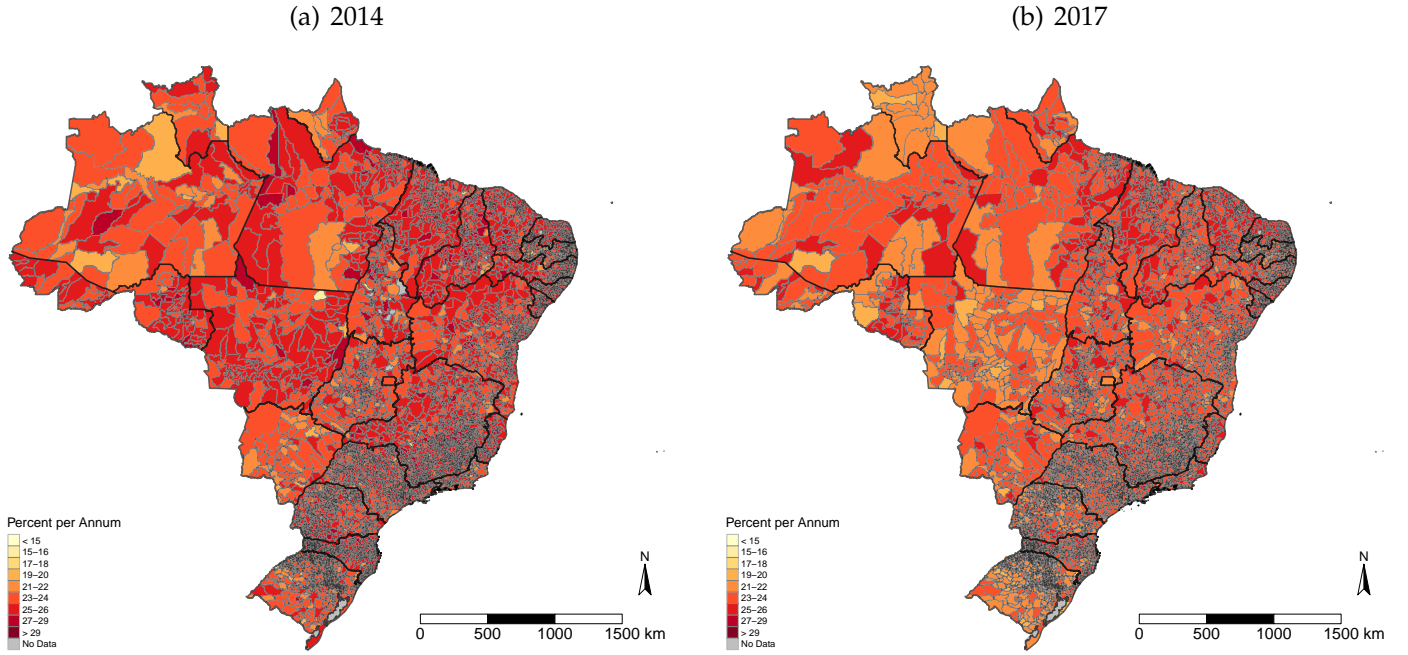 (a) 2014
Percent per Annum
< 15
15–16
17–18
19–20
21–22
23–24
25–26
27–29
> 29
No Data
N
0 500 1000 1500 km
(b) 2017
Percent per Annum
< 15
15–16
17–18
19–20
21–22
23–24
25–26
27–29
> 29
No Data
N
0 500 1000 1500 km